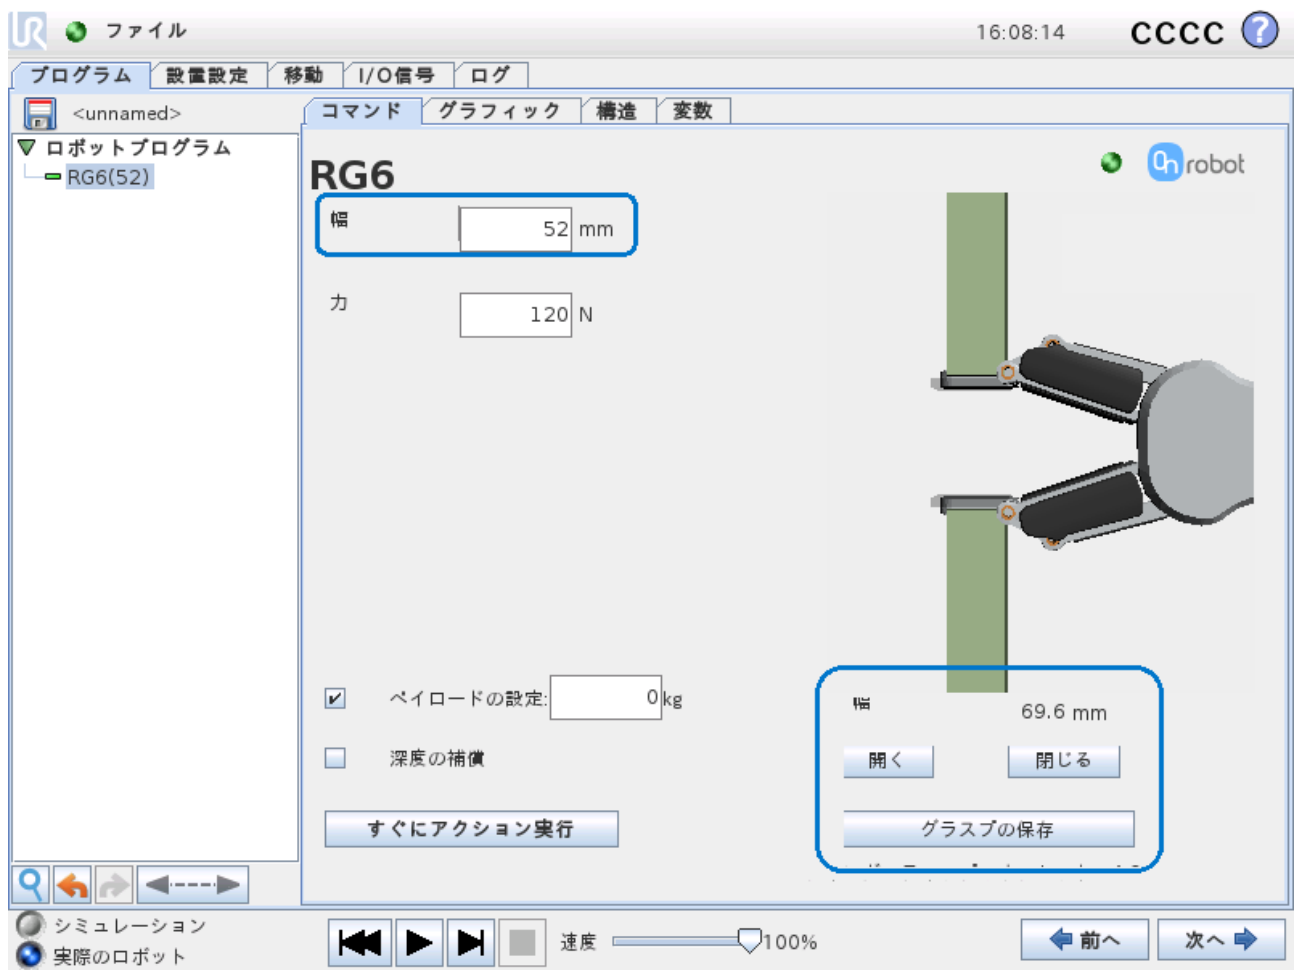 UR ファイル 16:08:14 CCCC ?
プログラム 設置設定 移動 I/O信号 ログ
<unnamed> コマンド グラフィック 構造 変数
ロボットプログラム
RG6(52)
RG6
On robot
幅 52 mm
力 120 N
ペイロードの設定: 0 kg
幅 69.6 mm
深度の補償
開く 閉じる
すぐにアクション実行 グラスプの保存
シミュレーション
実際のロボット
速度 100% 前へ 次へ